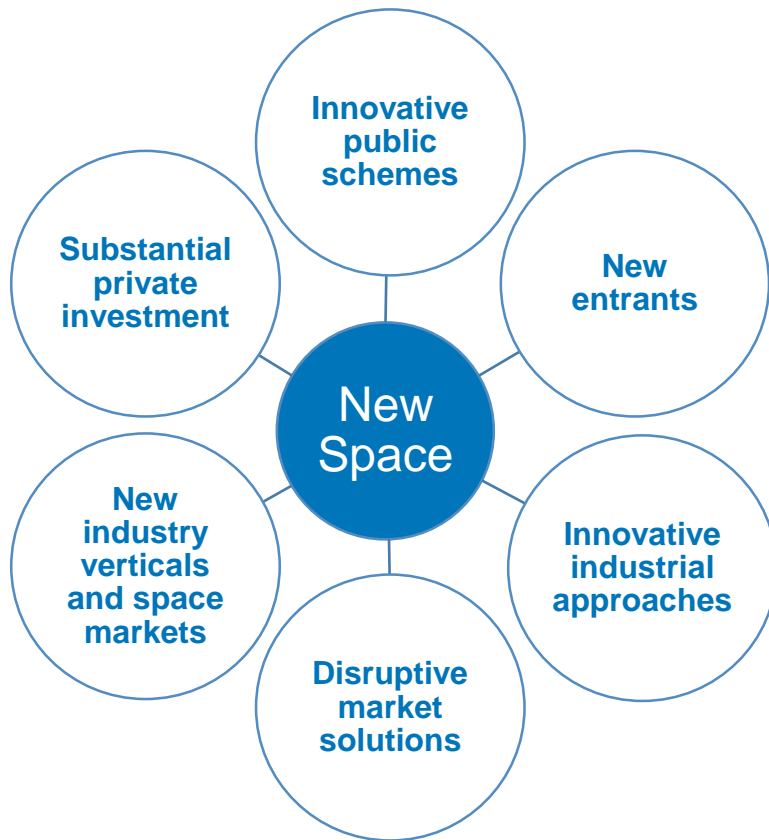 Innovative
public
schemes
Substantial
private
investment
New
entrants
New
Space
New
industry
verticals
and space
markets
Innovative
industrial
approaches
Disruptive
market
solutions